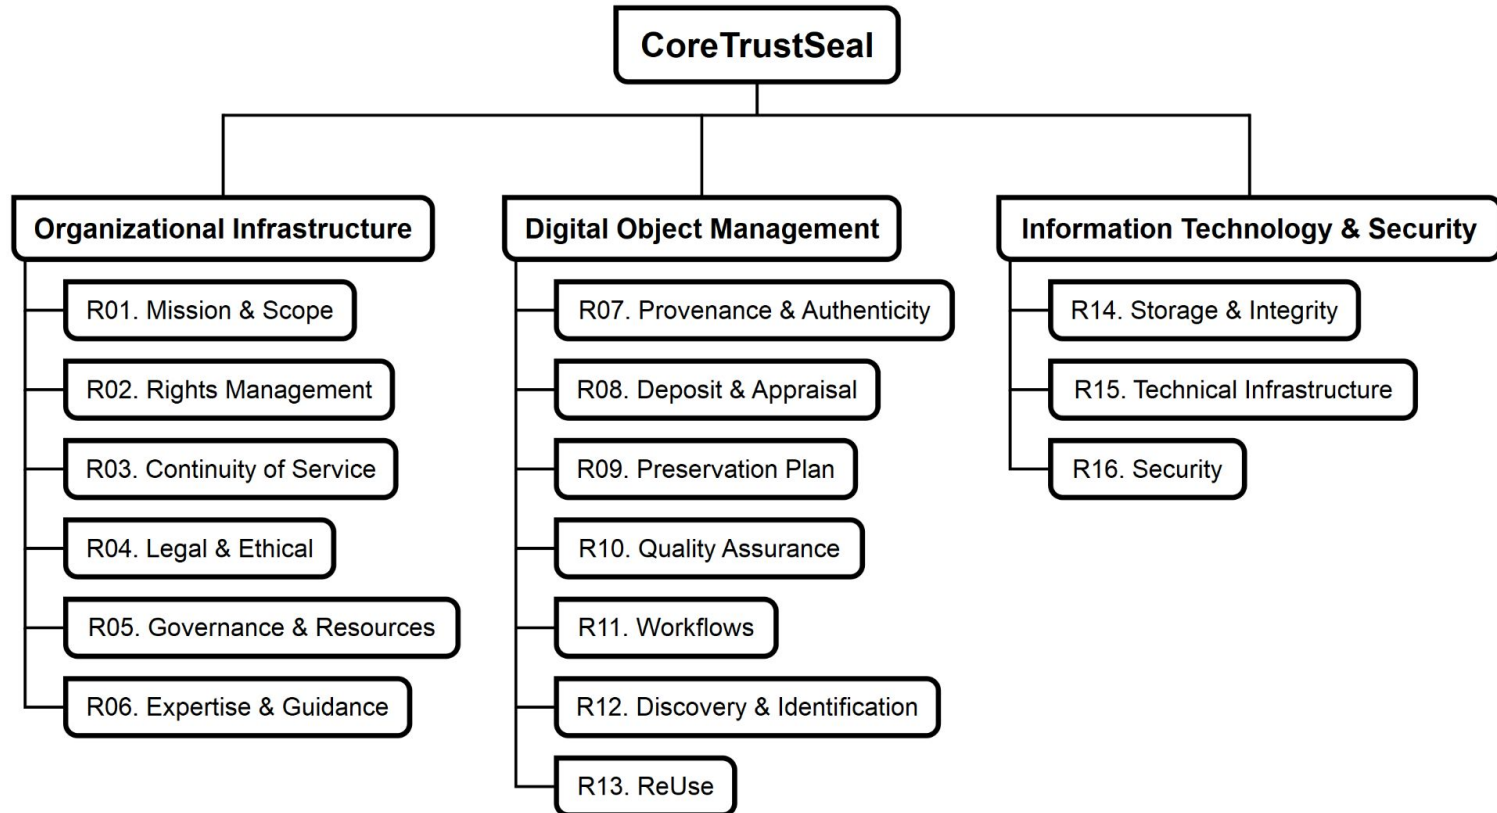 CoreTrustSeal
Organizational Infrastructure
R01. Mission & Scope
R02. Rights Management
R03. Continuity of Service
R04. Legal & Ethical
R05. Governance & Resources
R06. Expertise & Guidance
Digital Object Management
R07. Provenance & Authenticity
R08. Deposit & Appraisal
R09. Preservation Plan
R10. Quality Assurance
R11. Workflows
R12. Discovery & Identification
R13. ReUse
Information Technology & Security
R14. Storage & Integrity
R15. Technical Infrastructure
R16. Security